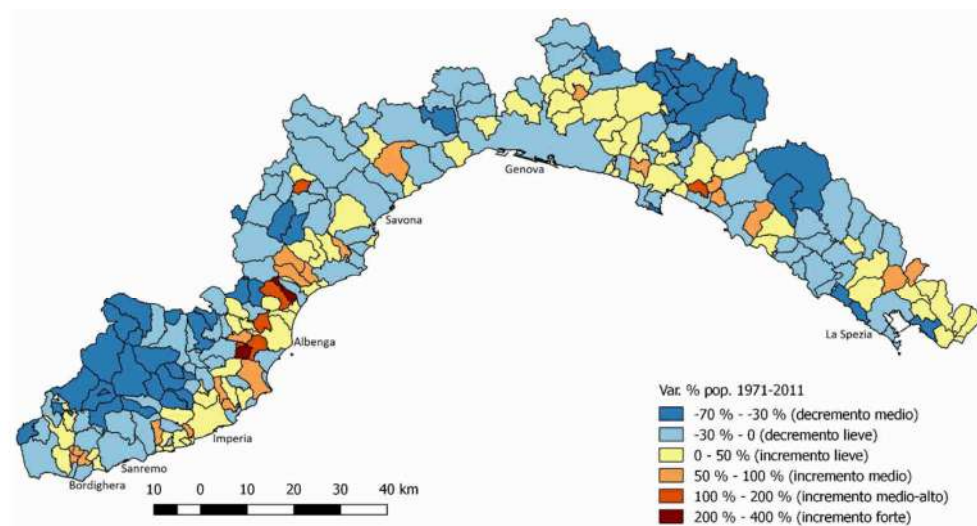 Genova
Savona
Albenga
La Spezia
Imperia
Sanremo
Bordighera
10 0 10 20 30 40 km
Var. % pop. 1971-2011
-70 % - -30 % (decremento medio)
-30 % - 0 (decremento lieve)
0 - 50 % (incremento lieve)
50 % - 100 % (incremento medio)
100 % - 200 % (incremento medio-alto)
200 % - 400 % (incremento forte)